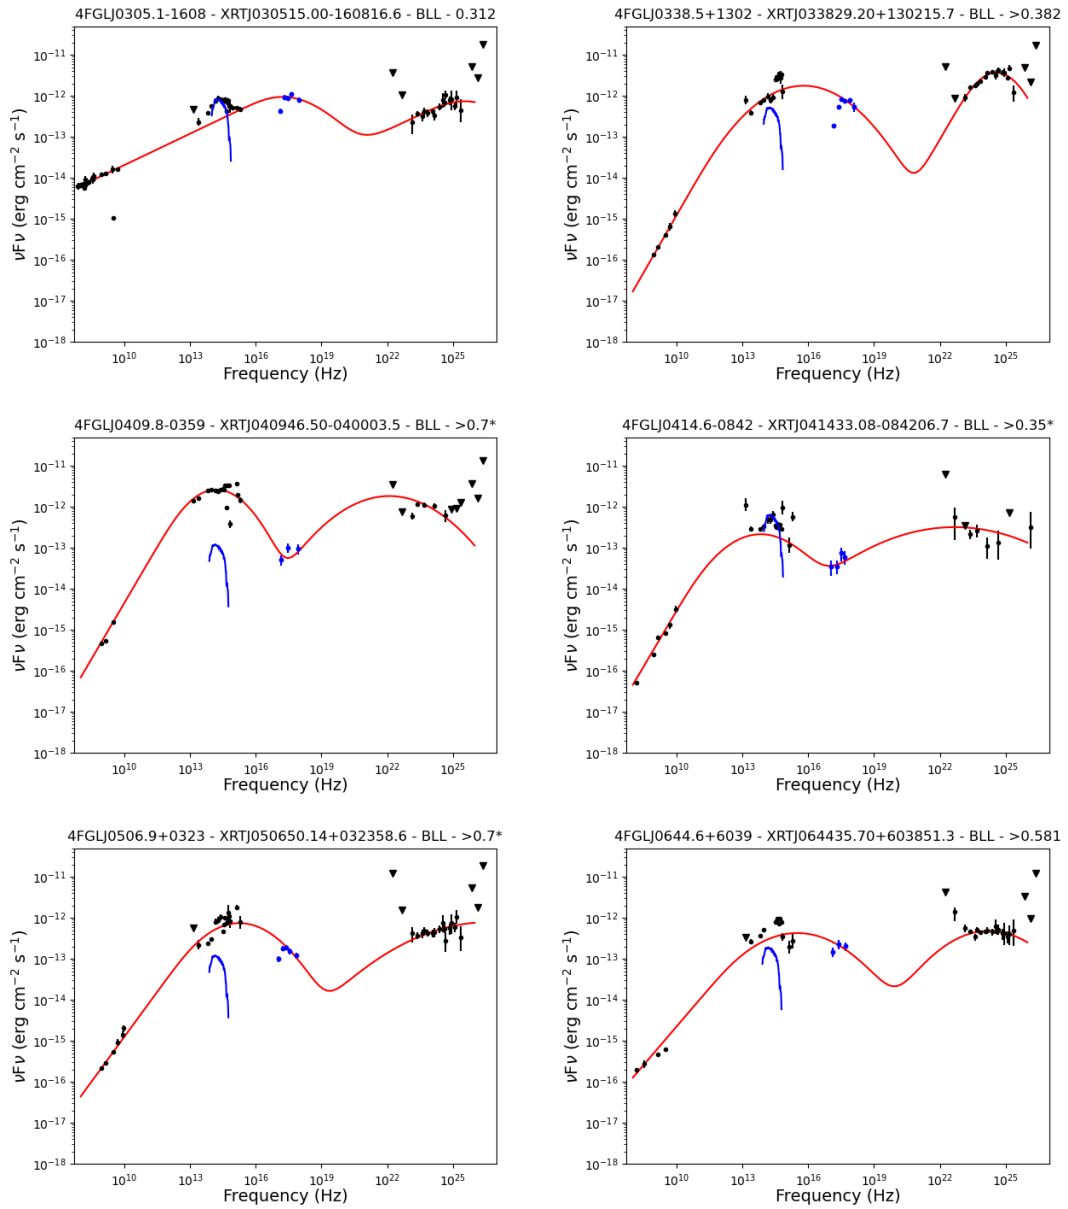 4FGLJ0305.1-1608 - XRTJ030515.00-160816.6 - BLL - 0.312
10⁻¹¹
10⁻¹²
10⁻¹³
10⁻¹⁴
10⁻¹⁵
10⁻¹⁶
10⁻¹⁷
10⁻¹⁸
νFν (erg cm⁻² s⁻¹)
10¹⁰ 10¹³ 10¹⁶ 10¹⁹ 10²² 10²⁵
Frequency (Hz)
4FGLJ0338.5+1302 - XRTJ033829.20+130215.7 - BLL - >0.382
10⁻¹¹
10⁻¹²
10⁻¹³
10⁻¹⁴
10⁻¹⁵
10⁻¹⁶
10⁻¹⁷
10⁻¹⁸
νFν (erg cm⁻² s⁻¹)
10¹⁰ 10¹³ 10¹⁶ 10¹⁹ 10²² 10²⁵
Frequency (Hz)
4FGLJ0409.8-0359 - XRTJ040946.50-040003.5 - BLL - >0.7*
10⁻¹¹
10⁻¹²
10⁻¹³
10⁻¹⁴
10⁻¹⁵
10⁻¹⁶
10⁻¹⁷
10⁻¹⁸
νFν (erg cm⁻² s⁻¹)
10¹⁰ 10¹³ 10¹⁶ 10¹⁹ 10²² 10²⁵
Frequency (Hz)
4FGLJ0414.6-0842 - XRTJ041433.08-084206.7 - BLL - >0.35*
10⁻¹¹
10⁻¹²
10⁻¹³
10⁻¹⁴
10⁻¹⁵
10⁻¹⁶
10⁻¹⁷
10⁻¹⁸
νFν (erg cm⁻² s⁻¹)
10¹⁰ 10¹³ 10¹⁶ 10¹⁹ 10²² 10²⁵
Frequency (Hz)
4FGLJ0506.9+0323 - XRTJ050650.14+032358.6 - BLL - >0.7*
10⁻¹¹
10⁻¹²
10⁻¹³
10⁻¹⁴
10⁻¹⁵
10⁻¹⁶
10⁻¹⁷
10⁻¹⁸
νFν (erg cm⁻² s⁻¹)
10¹⁰ 10¹³ 10¹⁶ 10¹⁹ 10²² 10²⁵
Frequency (Hz)
4FGLJ0644.6+6039 - XRTJ064435.70+603851.3 - BLL - >0.581
10⁻¹¹
10⁻¹²
10⁻¹³
10⁻¹⁴
10⁻¹⁵
10⁻¹⁶
10⁻¹⁷
10⁻¹⁸
νFν (erg cm⁻² s⁻¹)
10¹⁰ 10¹³ 10¹⁶ 10¹⁹ 10²² 10²⁵
Frequency (Hz)